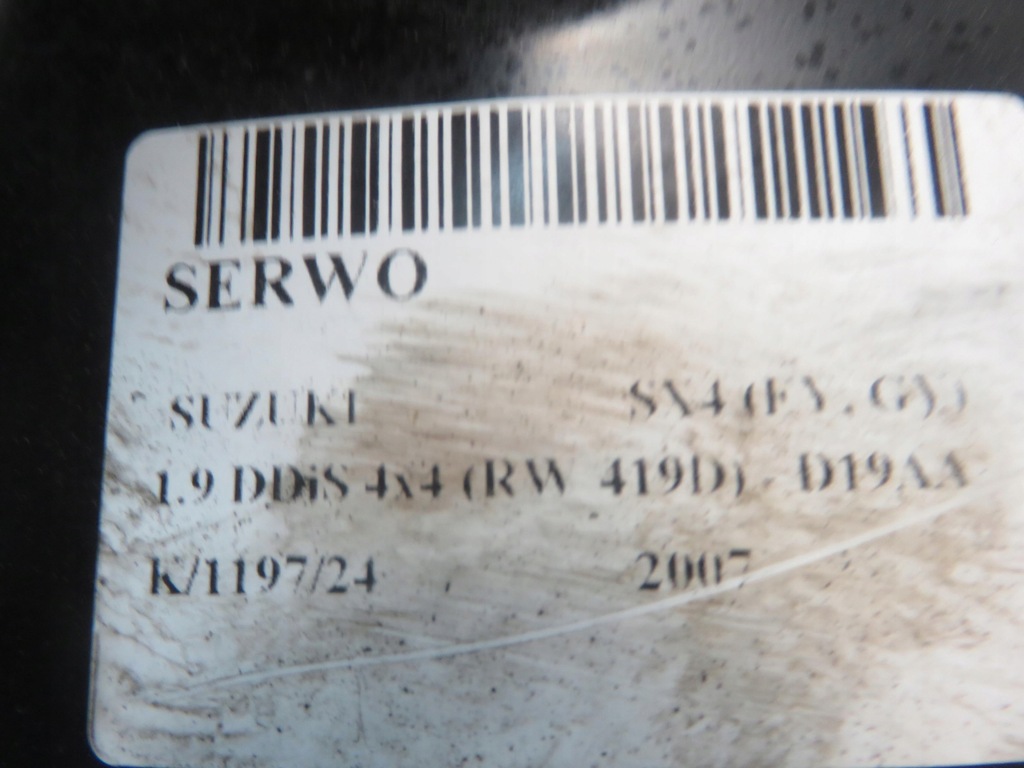 SERWO
SUZUKI SX4 (EY, GY)
1.9 DDiS 4x4 (RW 419D) - D19AA
K/1197/24 2007